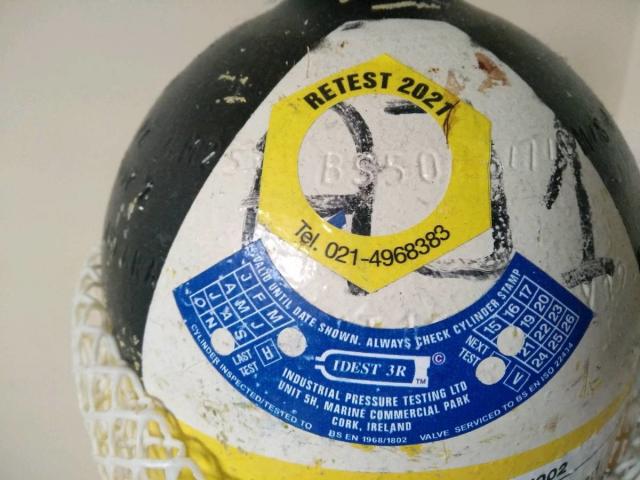 RETEST 2027
BS50
Tel. 021-4968383
VALID UNTIL DATE SHOWN. ALWAYS CHECK CYLINDER STAMP
J F M
A M J
J A S
O N
LAST TEST
H
NEXT TEST
15 16 17
19 20
21 22 23
24 25 26
V
IDEST 3R ™
©
INDUSTRIAL PRESSURE TESTING LTD
UNIT 5H, MARINE COMMERCIAL PARK
CORK, IRELAND
CYLINDER INSPECTED/TESTED TO BS EN 1968/1802 VALVE SERVICED TO BS EN ISO 22434